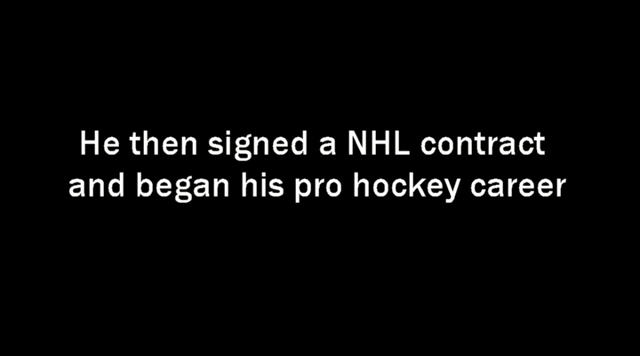 He then signed a NHL contract
and began his pro hockey career